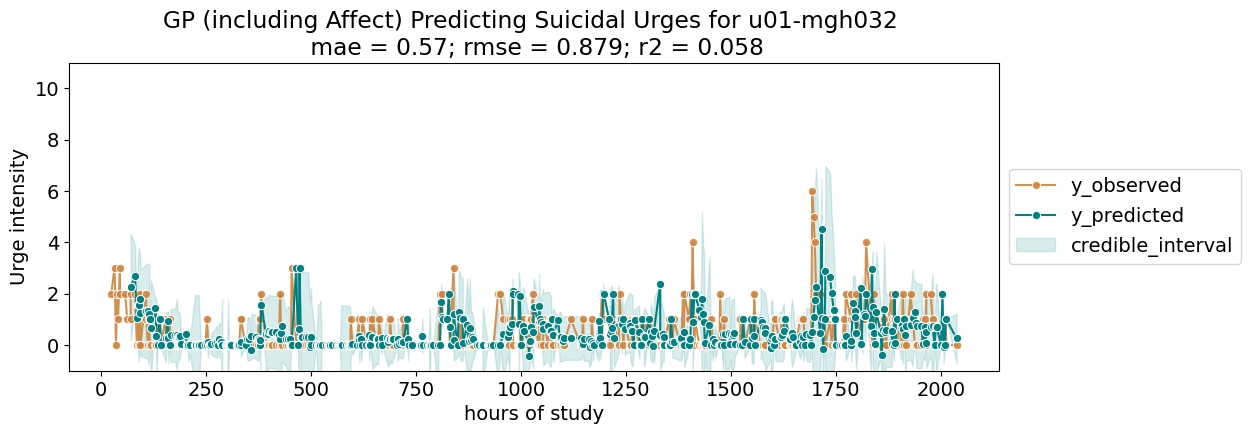 GP (including Affect) Predicting Suicidal Urges for u01-mgh032
mae = 0.57; rmse = 0.879; r2 = 0.058
Urge intensity
10
8
6
4
2
0
0 250 500 750 1000 1250 1500 1750 2000
hours of study
y_observed
y_predicted
credible_interval